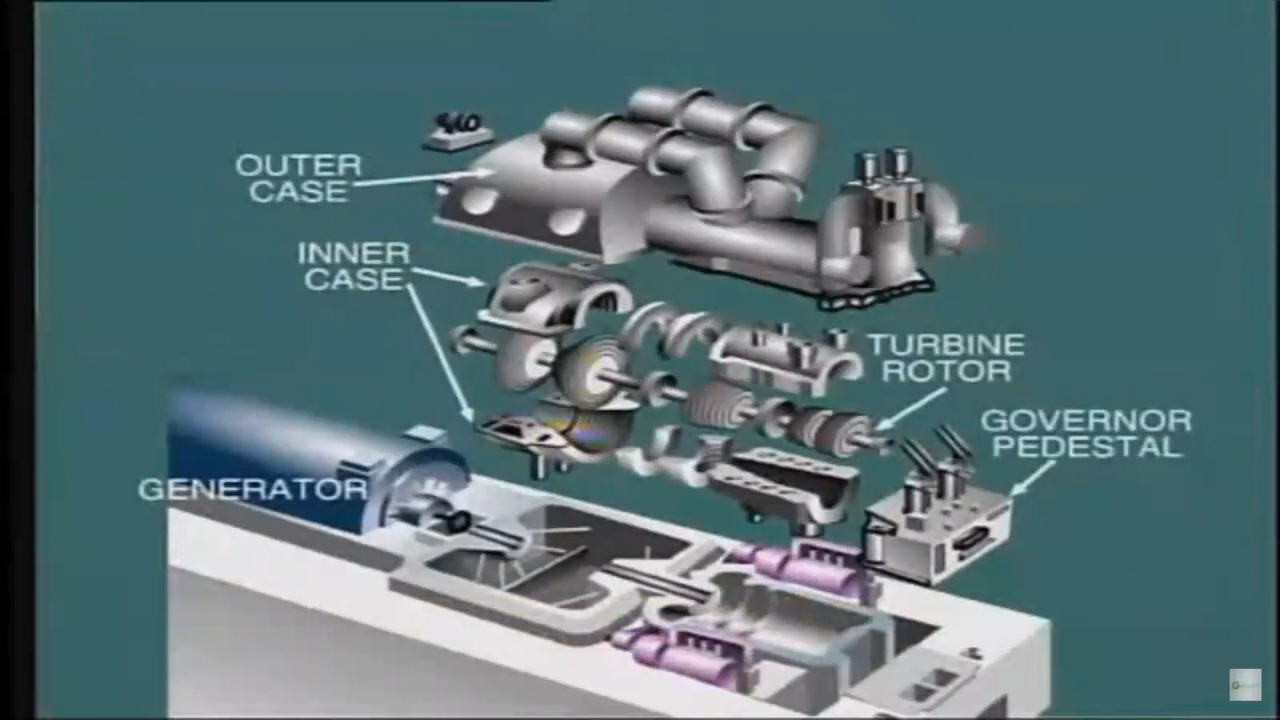 OUTER
CASE
INNER
CASE
TURBINE
ROTOR
GOVERNOR
PEDESTAL
GENERATOR